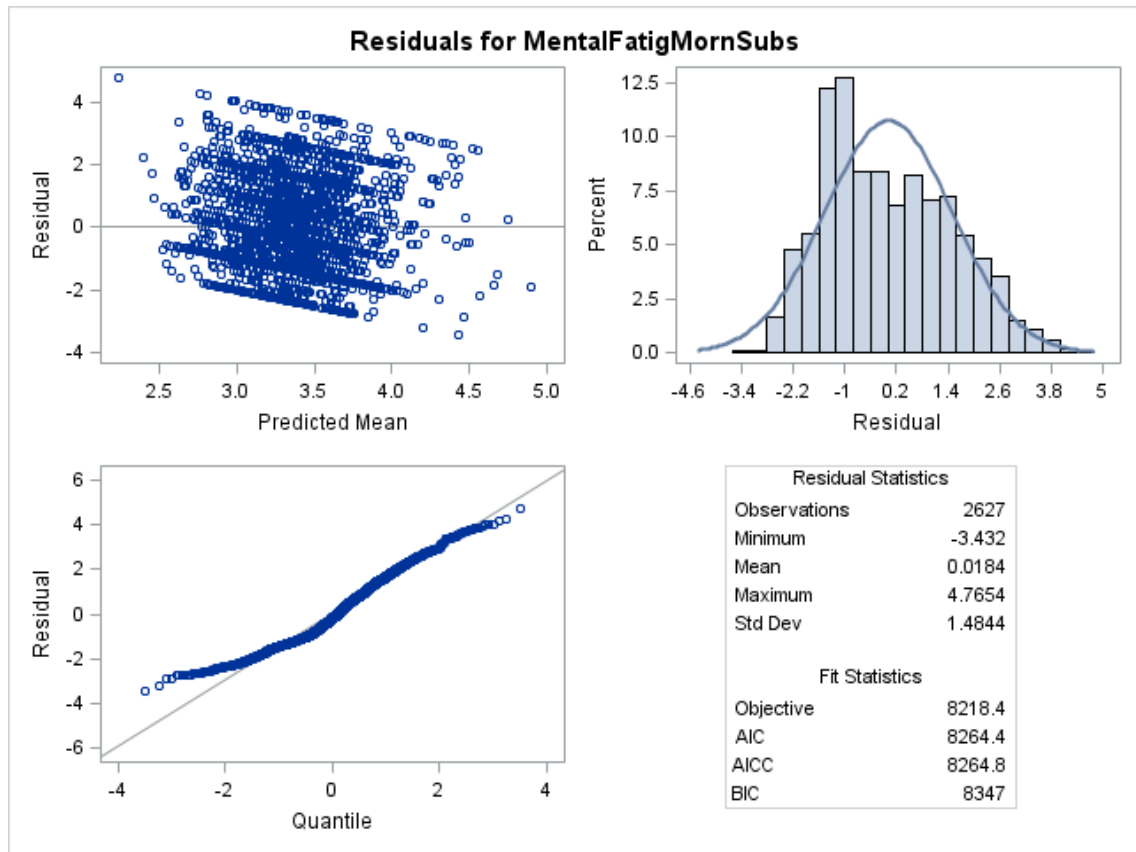 Residuals for MentalFatigMornSubs
4
2
0
-2
-4
Residual
2.5 3.0 3.5 4.0 4.5 5.0
Predicted Mean
12.5
10.0
7.5
5.0
2.5
0.0
Percent
-4.6 -3.4 -2.2 -1 0.2 1.4 2.6 3.8 5
Residual
6
4
2
0
-2
-4
-6
Residual
-4 -2 0 2 4
Quantile
Residual Statistics
Observations 2627
Minimum -3.432
Mean 0.0184
Maximum 4.7654
Std Dev 1.4844
Fit Statistics
Objective 8218.4
AIC 8264.4
AICC 8264.8
BIC 8347